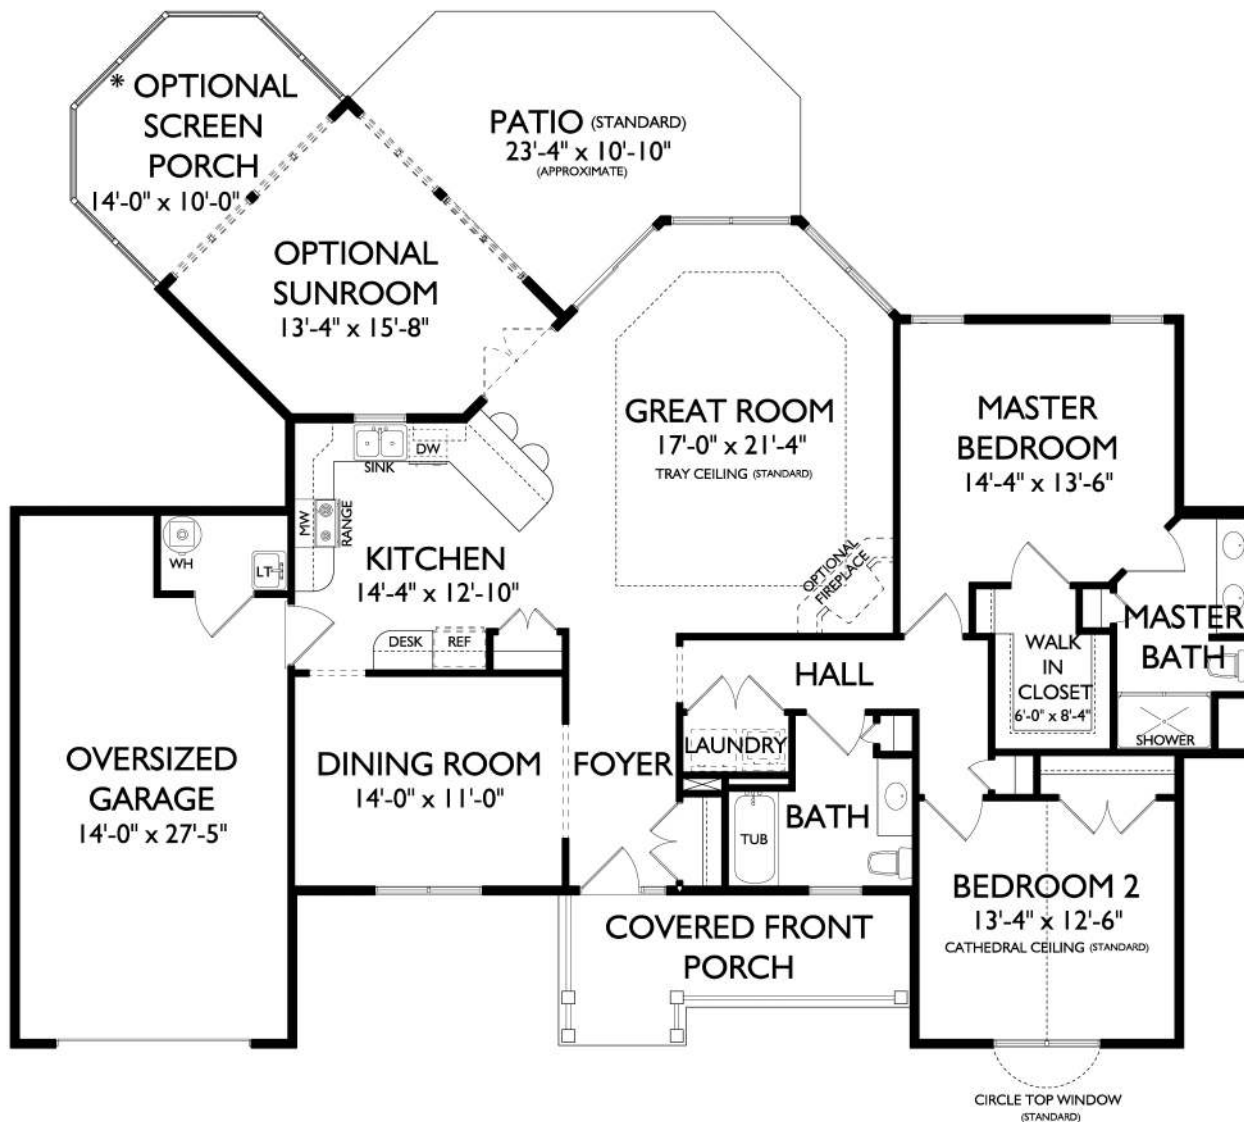 * OPTIONAL
SCREEN
PORCH
14'-0" x 10'-0"
PATIO (STANDARD)
23'-4" x 10'-10"
(APPROXIMATE)
OPTIONAL
SUNROOM
13'-4" x 15'-8"
GREAT ROOM
17'-0" x 21'-4"
TRAY CEILING (STANDARD)
MASTER
BEDROOM
14'-4" x 13'-6"
DW
SINK
MW
RANGE
WH
LT
KITCHEN
14'-4" x 12'-10"
OPTIONAL
FIREPLACE
DESK
REF
HALL
WALK
IN
CLOSET
6'-0" x 8'-4"
MASTER
BATH
SHOWER
OVERSIZED
GARAGE
14'-0" x 27'-5"
DINING ROOM
14'-0" x 11'-0"
FOYER
LAUNDRY
TUB
BATH
BEDROOM 2
13'-4" x 12'-6"
CATHEDRAL CEILING (STANDARD)
COVERED FRONT
PORCH
CIRCLE TOP WINDOW
(STANDARD)